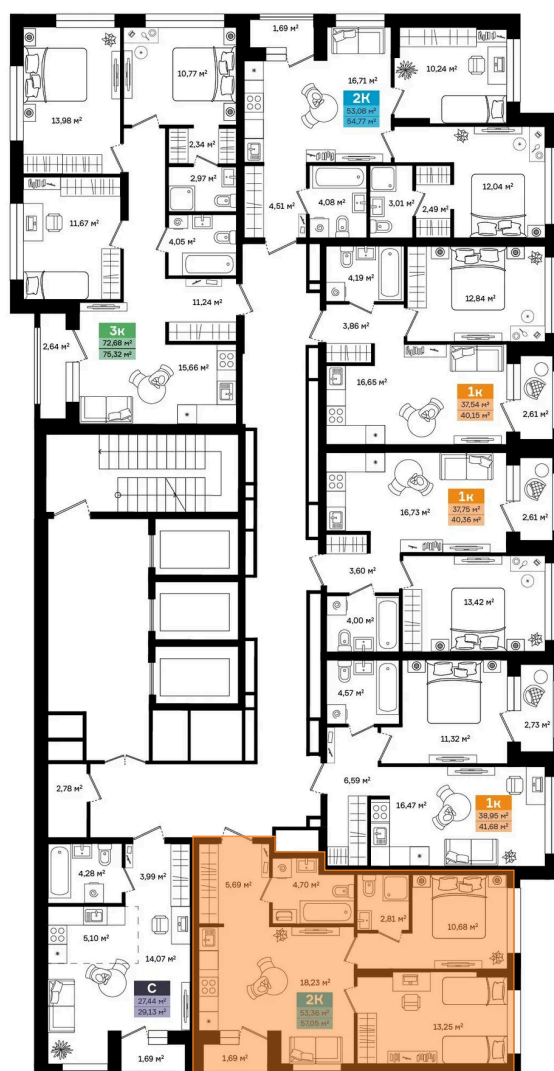 1,69 м²
10,77 м²
16,71 м²
10,24 м²
13,98 м²
2К
53,08 м²
54,77 м²
2,34 м²
2,97 м²
12,04 м²
4,51 м²
4,08 м²
3,01 м²
2,49 м²
11,67 м²
4,05 м²
4,19 м²
12,84 м²
11,24 м²
3,86 м²
3к
72,68 м²
75,32 м²
2,64 м²
15,66 м²
16,65 м²
1к
37,54 м²
40,15 м²
2,61 м²
16,73 м²
1к
37,75 м²
40,36 м²
2,61 м²
3,60 м²
13,42 м²
4,00 м²
4,57 м²
11,32 м²
2,73 м²
6,59 м²
2,78 м²
16,47 м²
1к
38,95 м²
41,68 м²
4,28 м²
3,99 м²
5,69 м²
4,70 м²
2,81 м²
10,68 м²
5,10 м²
14,07 м²
С
27,44 м²
29,13 м²
18,23 м²
2К
53,36 м²
57,05 м²
13,25 м²
1,69 м²
1,69 м²